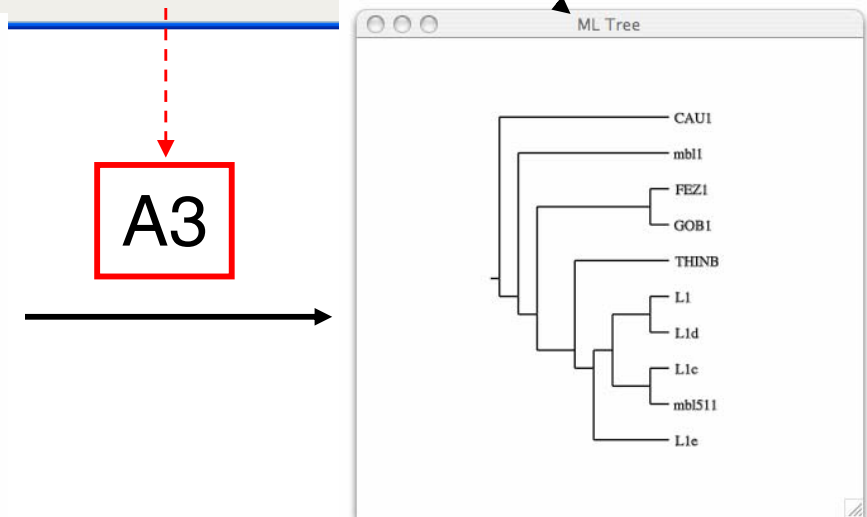 ML Tree
A3
CAU1
mbl1
FEZ1
GOB1
THINB
L1
L1d
L1c
mbl511
L1e